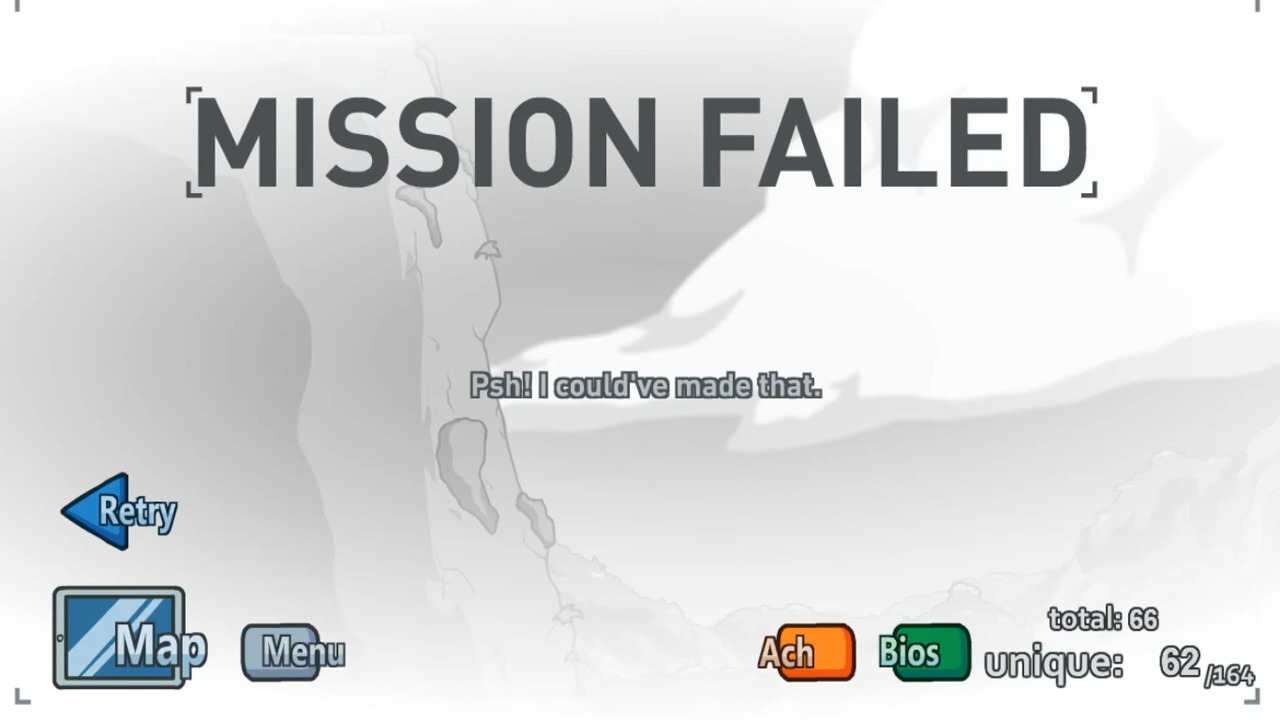 MISSION FAILED
Psh! I could've made that.
Retry
Map
Menu
Ach
Bios
total: 66
unique: 62 /164